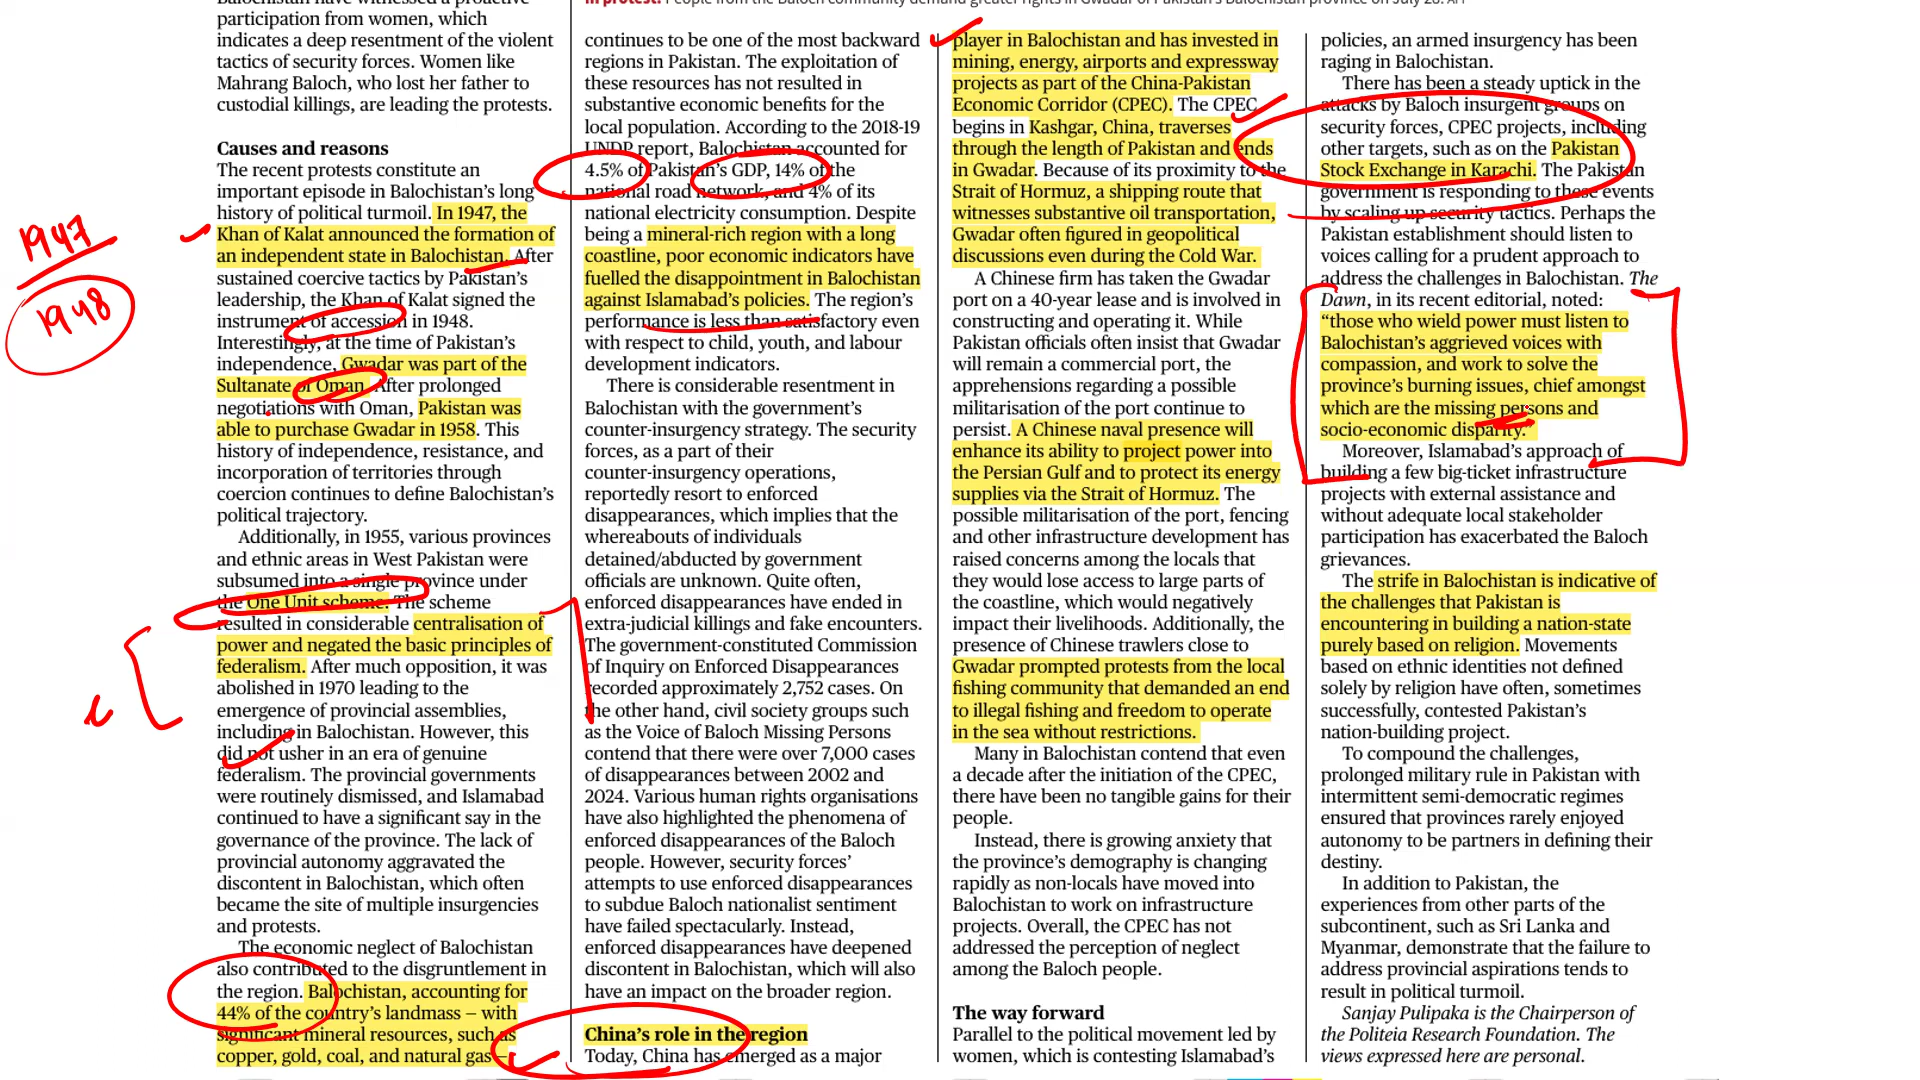 Balochistan have witnessed a proactive
participation from women, which
indicates a deep resentment of the violent
tactics of security forces. Women like
Mahrang Baloch, who lost her father to
custodial killings, are leading the protests.
Causes and reasons
The recent protests constitute an
important episode in Balochistan's long
history of political turmoil. In 1947, the
Khan of Kalat announced the formation of
an independent state in Balochistan. After
sustained coercive tactics by Pakistan's
leadership, the Khan of Kalat signed the
instrument of accession in 1948.
Interestingly, at the time of Pakistan's
independence, Gwadar was part of the
Sultanate of Oman. After prolonged
negotiations with Oman, Pakistan was
able to purchase Gwadar in 1958. This
history of independence, resistance, and
incorporation of territories through
coercion continues to define Balochistan's
political trajectory.
Additionally, in 1955, various provinces
and ethnic areas in West Pakistan were
subsumed into a single province under
the One Unit scheme. The scheme
resulted in considerable centralisation of
power and negated the basic principles of
federalism. After much opposition, it was
abolished in 1970 leading to the
emergence of provincial assemblies,
including in Balochistan. However, this
did not usher in an era of genuine
federalism. The provincial governments
were routinely dismissed, and Islamabad
continued to have a significant say in the
governance of the province. The lack of
provincial autonomy aggravated the
discontent in Balochistan, which often
became the site of multiple insurgencies
and protests.
The economic neglect of Balochistan
also contributed to the disgruntlement in
the region. Balochistan, accounting for
44% of the country's landmass — with
significant mineral resources, such as
copper, gold, coal, and natural gas —
1947
1948
In protest: People from the Baloch community demand greater rights in Gwadar of Pakistan's Balochistan province on July 28. AFP
continues to be one of the most backward
regions in Pakistan. The exploitation of
these resources has not resulted in
substantive economic benefits for the
local population. According to the 2018-19
UNDP report, Balochistan accounted for
4.5% of Pakistan's GDP, 14% of the
national road network, and 4% of its
national electricity consumption. Despite
being a mineral-rich region with a long
coastline, poor economic indicators have
fuelled the disappointment in Balochistan
against Islamabad's policies. The region's
performance is less than satisfactory even
with respect to child, youth, and labour
development indicators.
There is considerable resentment in
Balochistan with the government's
counter-insurgency strategy. The security
forces, as a part of their
counter-insurgency operations,
reportedly resort to enforced
disappearances, which implies that the
whereabouts of individuals
detained/abducted by government
officials are unknown. Quite often,
enforced disappearances have ended in
extra-judicial killings and fake encounters.
The government-constituted Commission
of Inquiry on Enforced Disappearances
recorded approximately 2,752 cases. On
the other hand, civil society groups such
as the Voice of Baloch Missing Persons
contend that there were over 7,000 cases
of disappearances between 2002 and
2024. Various human rights organisations
have also highlighted the phenomena of
enforced disappearances of the Baloch
people. However, security forces'
attempts to use enforced disappearances
to subdue Baloch nationalist sentiment
have failed spectacularly. Instead,
enforced disappearances have deepened
discontent in Balochistan, which will also
have an impact on the broader region.
China's role in the region
Today, China has emerged as a major
player in Balochistan and has invested in
mining, energy, airports and expressway
projects as part of the China-Pakistan
Economic Corridor (CPEC). The CPEC
begins in Kashgar, China, traverses
through the length of Pakistan and ends
in Gwadar. Because of its proximity to the
Strait of Hormuz, a shipping route that
witnesses substantive oil transportation,
Gwadar often figured in geopolitical
discussions even during the Cold War.
A Chinese firm has taken the Gwadar
port on a 40-year lease and is involved in
constructing and operating it. While
Pakistan officials often insist that Gwadar
will remain a commercial port, the
apprehensions regarding a possible
militarisation of the port continue to
persist. A Chinese naval presence will
enhance its ability to project power into
the Persian Gulf and to protect its energy
supplies via the Strait of Hormuz. The
possible militarisation of the port, fencing
and other infrastructure development has
raised concerns among the locals that
they would lose access to large parts of
the coastline, which would negatively
impact their livelihoods. Additionally, the
presence of Chinese trawlers close to
Gwadar prompted protests from the local
fishing community that demanded an end
to illegal fishing and freedom to operate
in the sea without restrictions.
Many in Balochistan contend that even
a decade after the initiation of the CPEC,
there have been no tangible gains for their
people.
Instead, there is growing anxiety that
the province's demography is changing
rapidly as non-locals have moved into
Balochistan to work on infrastructure
projects. Overall, the CPEC has not
addressed the perception of neglect
among the Baloch people.
The way forward
Parallel to the political movement led by
women, which is contesting Islamabad's
policies, an armed insurgency has been
raging in Balochistan.
There has been a steady uptick in the
attacks by Baloch insurgent groups on
security forces, CPEC projects, including
other targets, such as on the Pakistan
Stock Exchange in Karachi. The Pakistan
government is responding to these events
by scaling up security tactics. Perhaps the
Pakistan establishment should listen to
voices calling for a prudent approach to
address the challenges in Balochistan. The
Dawn, in its recent editorial, noted:
"those who wield power must listen to
Balochistan's aggrieved voices with
compassion, and work to solve the
province's burning issues, chief amongst
which are the missing persons and
socio-economic disparity."
Moreover, Islamabad's approach of
building a few big-ticket infrastructure
projects with external assistance and
without adequate local stakeholder
participation has exacerbated the Baloch
grievances.
The strife in Balochistan is indicative of
the challenges that Pakistan is
encountering in building a nation-state
purely based on religion. Movements
based on ethnic identities not defined
solely by religion have often, sometimes
successfully, contested Pakistan's
nation-building project.
To compound the challenges,
prolonged military rule in Pakistan with
intermittent semi-democratic regimes
ensured that provinces rarely enjoyed
autonomy to be partners in defining their
destiny.
In addition to Pakistan, the
experiences from other parts of the
subcontinent, such as Sri Lanka and
Myanmar, demonstrate that the failure to
address provincial aspirations tends to
result in political turmoil.
Sanjay Pulipaka is the Chairperson of
the Politeia Research Foundation. The
views expressed here are personal.